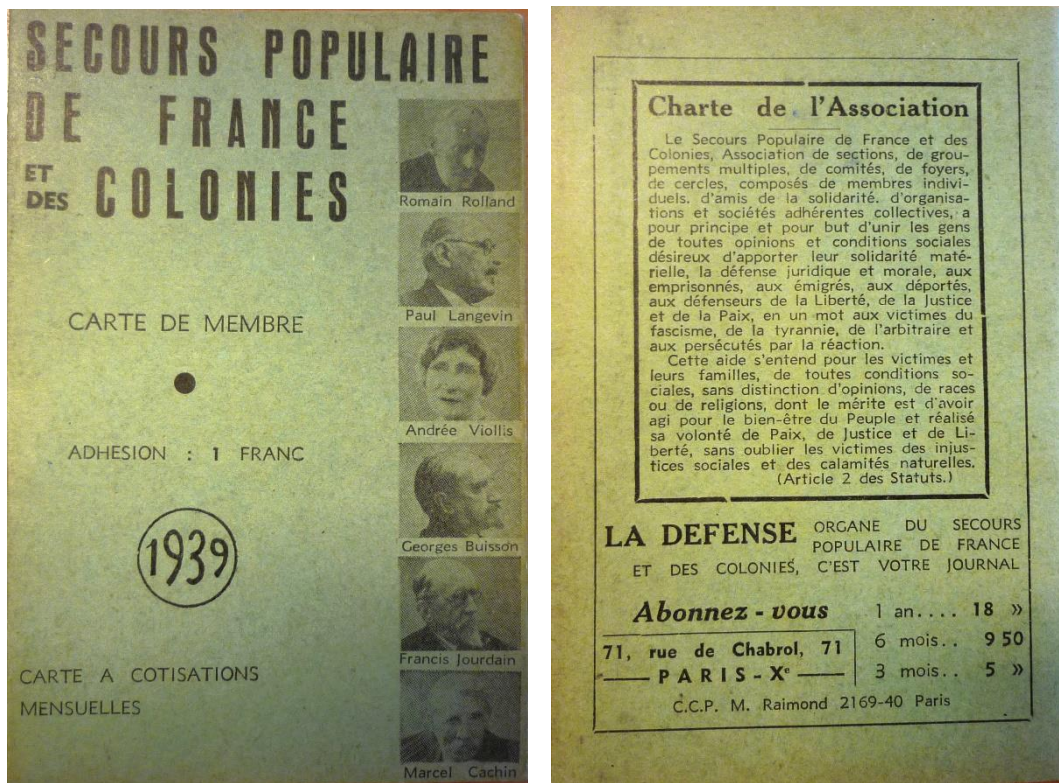 SECOURS POPULAIRE
DE FRANCE
ET
DES COLONIES
Romain Rolland
Paul Langevin
CARTE DE MEMBRE
Andrée Viollis
ADHESION : 1 FRANC
Georges Buisson
1939
Francis Jourdain
CARTE A COTISATIONS
MENSUELLES
Marcel Cachin
Charte de l'Association
Le Secours Populaire de France et des
Colonies, Association de sections, de grou-
pements multiples, de comités, de foyers,
de cercles, composés de membres indivi-
duels. d'amis de la solidarité. d'organisa-
tions et sociétés adhérentes collectives, a
pour principe et pour but d'unir les gens
de toutes opinions et conditions sociales
désireux d'apporter leur solidarité maté-
rielle, la défense juridique et morale, aux
emprisonnés, aux émigrés, aux déportés,
aux défenseurs de la Liberté, de la Justice
et de la Paix, en un mot aux victimes du
fascisme, de la tyrannie, de l'arbitraire et
aux persécutés par la réaction.
Cette aide s'entend pour les victimes et
leurs familles, de toutes conditions so-
ciales, sans distinction d'opinions, de races
ou de religions, dont le mérite est d'avoir
agi pour le bien-être du Peuple et réalisé
sa volonté de Paix, de Justice et de Li-
berté, sans oublier les victimes des injus-
tices sociales et des calamités naturelles.
(Article 2 des Statuts.)
LA DEFENSE ORGANE DU SECOURS
POPULAIRE DE FRANCE
ET DES COLONIES, C'EST VOTRE JOURNAL
Abonnez - vous
71, rue de Chabrol, 71
PARIS - Xe
1 an.... 18 »
6 mois.. 9 50
3 mois.. 5 »
C.C.P. M. Raimond 2169-40 Paris